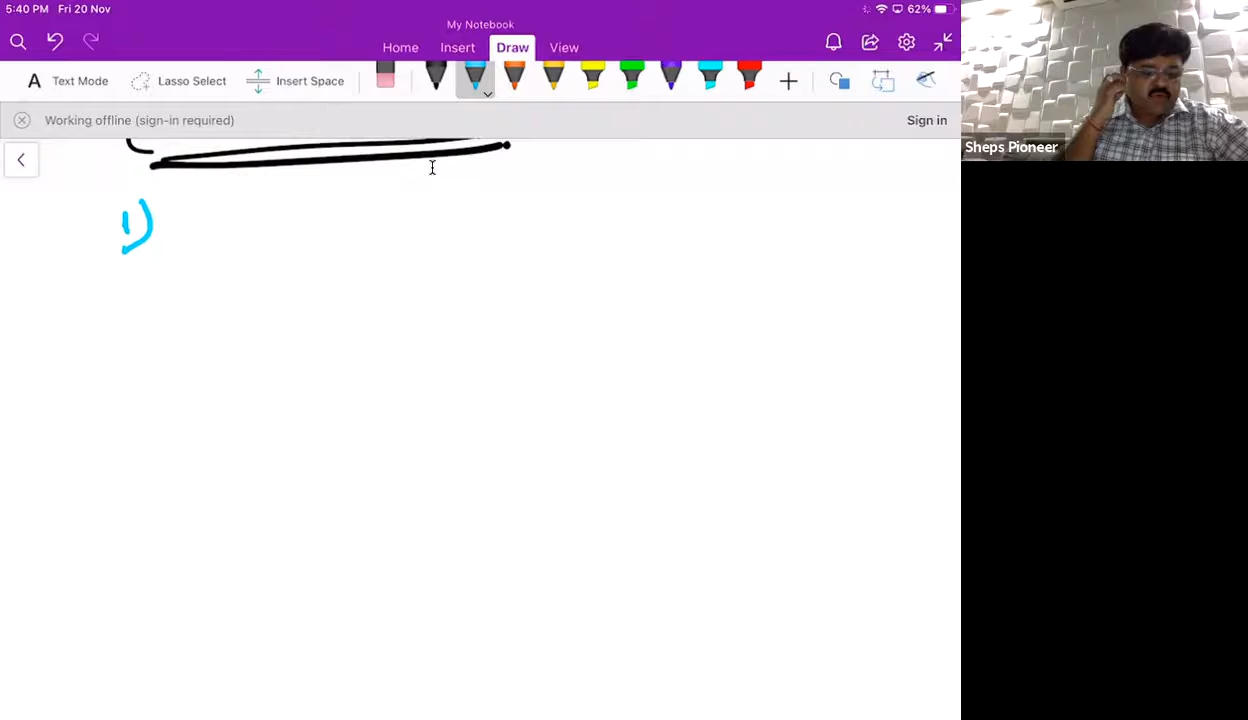 5:40 PM Fri 20 Nov
62%
My Notebook
Home Insert Draw View
A Text Mode Lasso Select Insert Space
Working offline (sign-in required) Sign in
Sheps Pioneer
1)